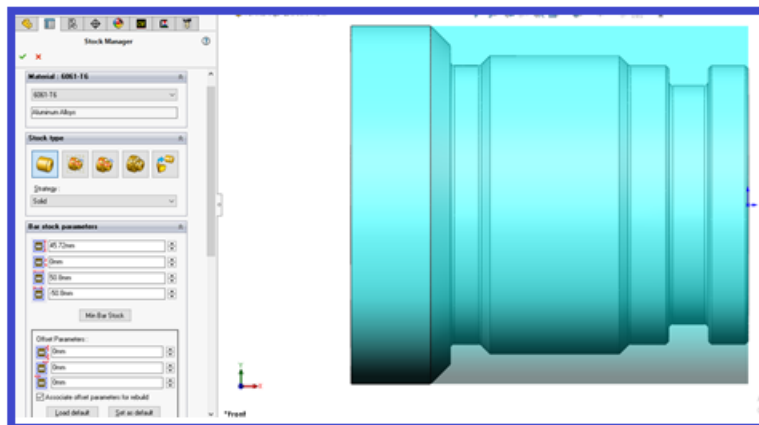 Stock Manager
Material : 6061-T6
6061-T6
Aluminum Alloys
Stock type
Strategy :
Solid
Bar stock parameters
45.72mm
0mm
50.8mm
-50.8mm
Min Bar Stock
Offset Parameters :
0mm
0mm
0mm
Associate offset parameters for rebuild
Load default
Set as default
Y
X
*Front